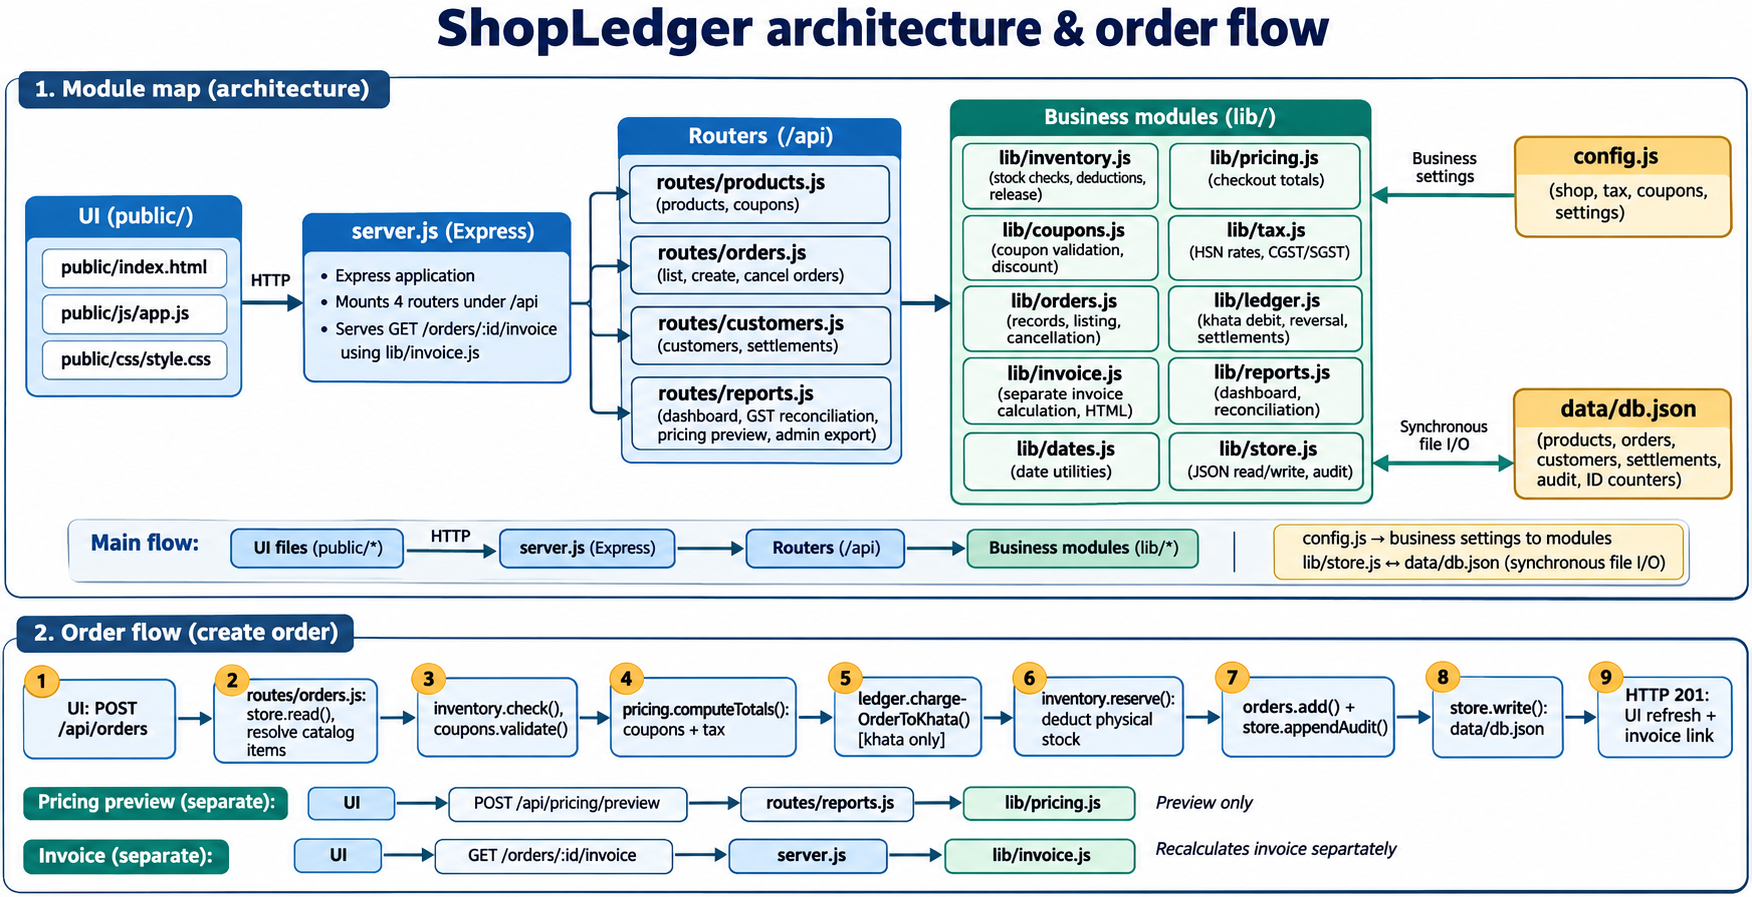 ShopLedger architecture & order flow
1. Module map (architecture)
UI (public/)
public/index.html
public/js/app.js
public/css/style.css
HTTP
server.js (Express)
• Express application
• Mounts 4 routers under /api
• Serves GET /orders/:id/invoice
using lib/invoice.js
Routers (/api)
routes/products.js
(products, coupons)
routes/orders.js
(list, create, cancel orders)
routes/customers.js
(customers, settlements)
routes/reports.js
(dashboard, GST reconciliation,
pricing preview, admin export)
Business modules (lib/)
lib/inventory.js
(stock checks, deductions,
release)
lib/pricing.js
(checkout totals)
lib/coupons.js
(coupon validation,
discount)
lib/tax.js
(HSN rates, CGST/SGST)
lib/orders.js
(records, listing,
cancellation)
lib/ledger.js
(khata debit, reversal,
settlements)
lib/invoice.js
(separate invoice
calculation, HTML)
lib/reports.js
(dashboard,
reconciliation)
lib/dates.js
(date utilities)
lib/store.js
(JSON read/write, audit)
Business
settings
config.js
(shop, tax, coupons,
settings)
Synchronous
file I/O
data/db.json
(products, orders,
customers, settlements,
audit, ID counters)
Main flow:
UI files (public/*)
HTTP
server.js (Express)
Routers (/api)
Business modules (lib/*)
config.js → business settings to modules
lib/store.js ↔ data/db.json (synchronous file I/O)
2. Order flow (create order)
1
UI: POST
/api/orders
2
routes/orders.js:
store.read(),
resolve catalog
items
3
inventory.check(),
coupons.validate()
4
pricing.computeTotals():
coupons + tax
5
ledger.charge-
OrderToKhata()
[khata only]
6
inventory.reserve():
deduct physical
stock
7
orders.add() +
store.appendAudit()
8
store.write():
data/db.json
9
HTTP 201:
UI refresh +
invoice link
Pricing preview (separate):
UI
POST /api/pricing/preview
routes/reports.js
lib/pricing.js
Preview only
Invoice (separate):
UI
GET /orders/:id/invoice
server.js
lib/invoice.js
Recalculates invoice separtately